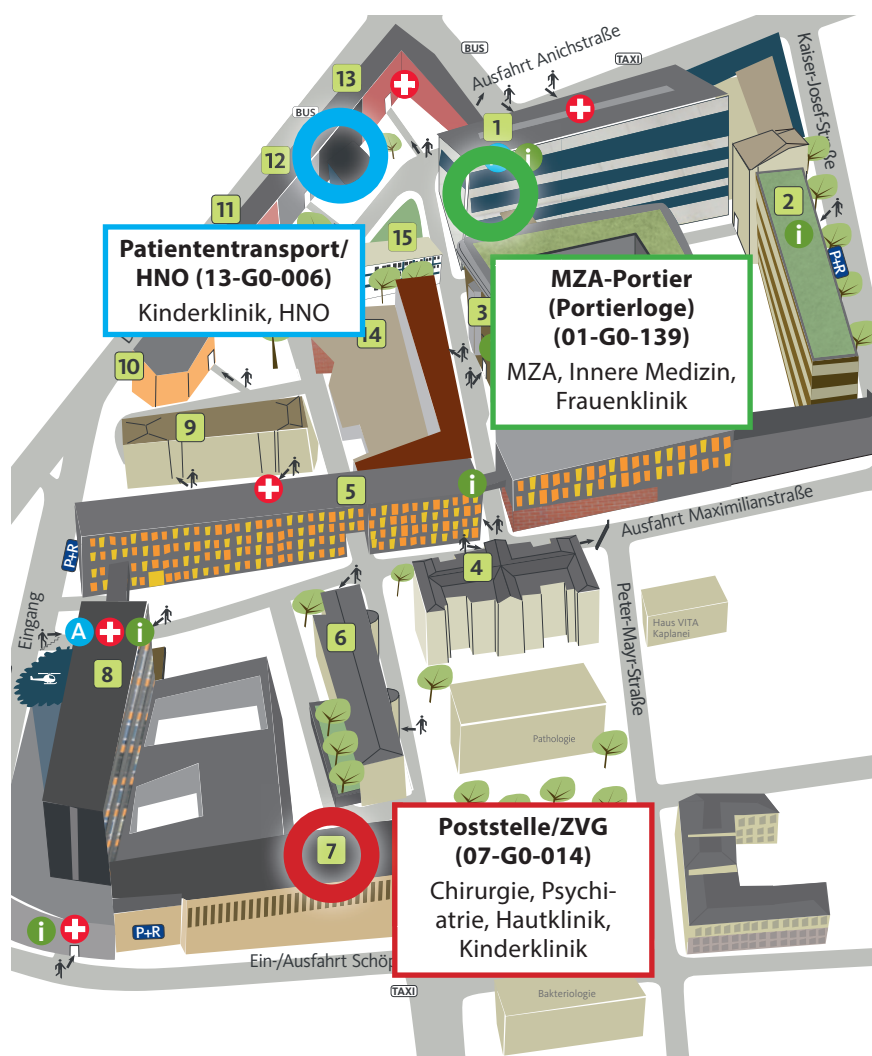 BUS
Ausfahrt Anichstraße
TAXI
Kaiser-Josef-Straße
13
BUS
1
i
12
2
i
11
15
P+R
Patiententransport/
HNO (13-G0-006)
Kinderklinik, HNO
MZA-Portier
(Portierloge)
(01-G0-139)
MZA, Innere Medizin,
Frauenklinik
3
14
10
9
5
i
Ausfahrt Maximilianstraße
P+R
4
Eingang
6
Haus VITA
Kaplanei
Peter-Mayr-Straße
A
i
8
Pathologie
7
Poststelle/ZVG
(07-G0-014)
Chirurgie, Psychi-
atrie, Hautklinik,
Kinderklinik
i
P+R
Ein-/Ausfahrt Schöp
TAXI
Bakteriologie